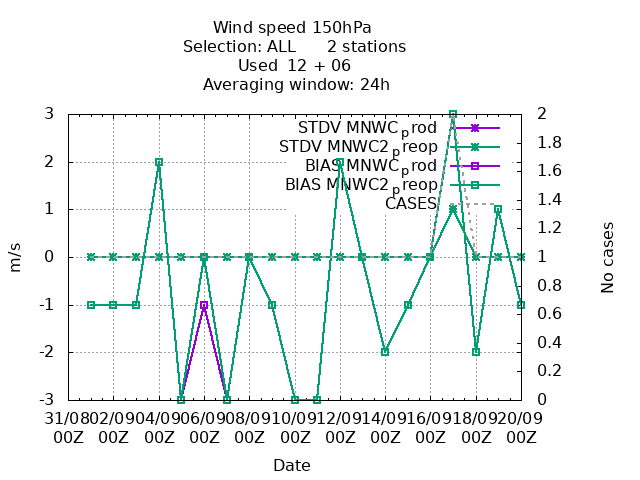 Wind speed 150hPa
Selection: ALL 2 stations
Used 12 + 06
Averaging window: 24h
STDV MNWCprod
STDV MNWC2preop
BIAS MNWCprod
BIAS MNWC2preop
CASES
3
2
1
0
-1
-2
-3
m/s
2
1.8
1.6
1.4
1.2
1
0.8
0.6
0.4
0.2
0
No cases
31/08 02/09 04/09 06/09 08/09 10/09 12/09 14/09 16/09 18/09 20/09
00Z 00Z 00Z 00Z 00Z 00Z 00Z 00Z 00Z 00Z 00Z
Date